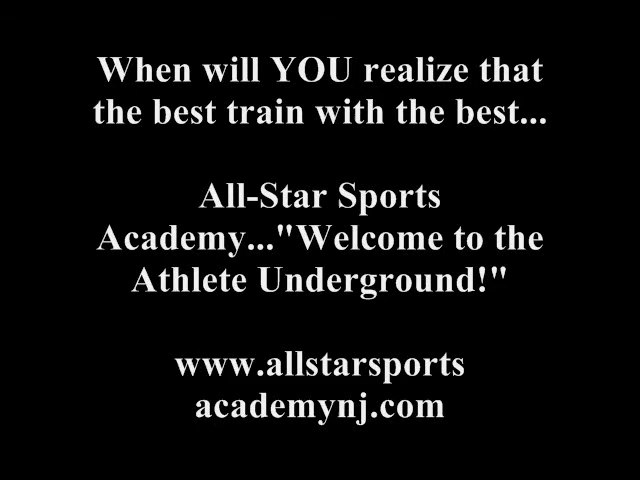 When will YOU realize that
the best train with the best...
All-Star Sports
Academy..."Welcome to the
Athlete Underground!"
www.allstarsports
academynj.com